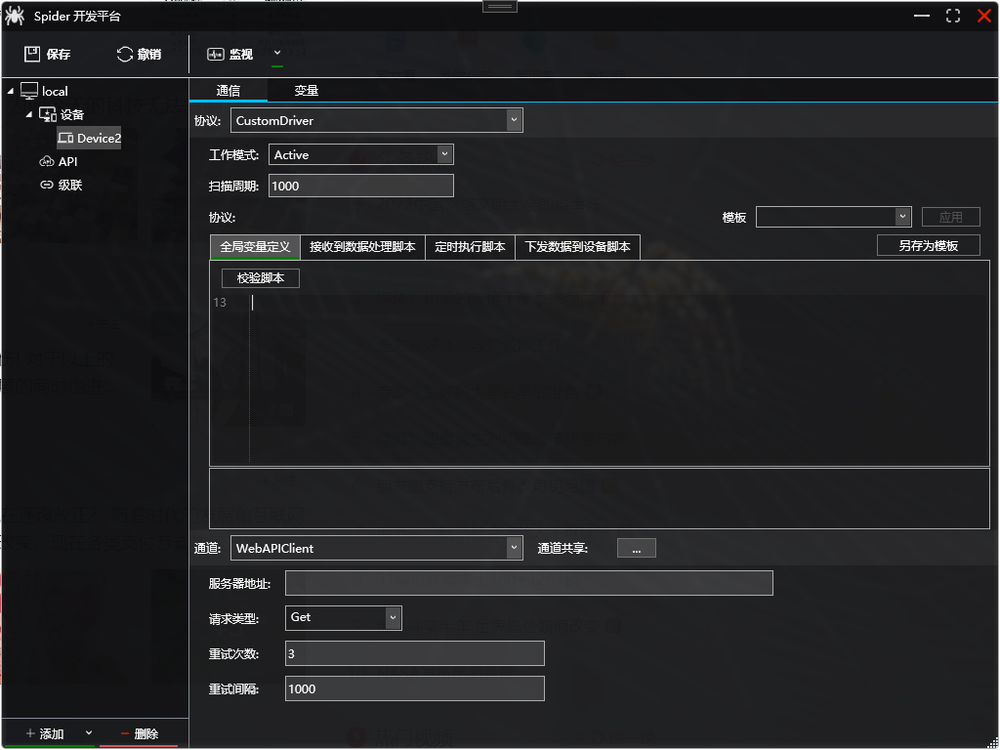 Spider 开发平台
保存 撤销 监视
local
设备
Device2
API
级联
通信 变量
协议: CustomDriver
工作模式: Active
扫描周期: 1000
协议: 模板 应用
全局变量定义 接收到数据处理脚本 定时执行脚本 下发数据到设备脚本 另存为模板
校验脚本
13
通道: WebAPIClient 通道共享: ...
服务器地址:
请求类型: Get
重试次数: 3
重试间隔: 1000
+ 添加 − 删除